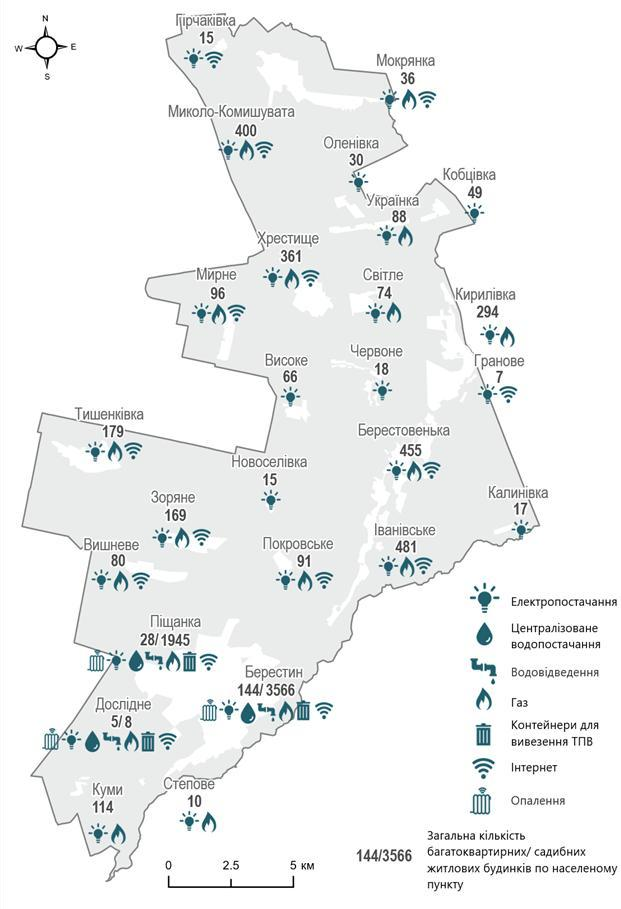 N
W E
S
Гірчаківка
15
Мокрянка
36
Миколо-Комишувата
400
Оленівка
30
Кобцівка
49
Українка
88
Хрестище
361
Мирне
96
Світле
74
Кирилівка
294
Червоне
18
Гранове
7
Високе
66
Тишенківка
179
Берестовенька
455
Новоселівка
15
Зоряне
169
Калинівка
17
Іванівське
481
Вишневе
80
Покровське
91
Піщанка
28/1945
Берестин
144/ 3566
Дослідне
5/ 8
Куми
114
Степове
10
Електропостачання
Централізоване
водопостачання
Водовідведення
Газ
Контейнери для
вивезення ТПВ
Інтернет
Опалення
144/3566
Загальна кількість
багатоквартирних/ садибних
житлових будинків по населеному
пункту
0 2.5 5 км